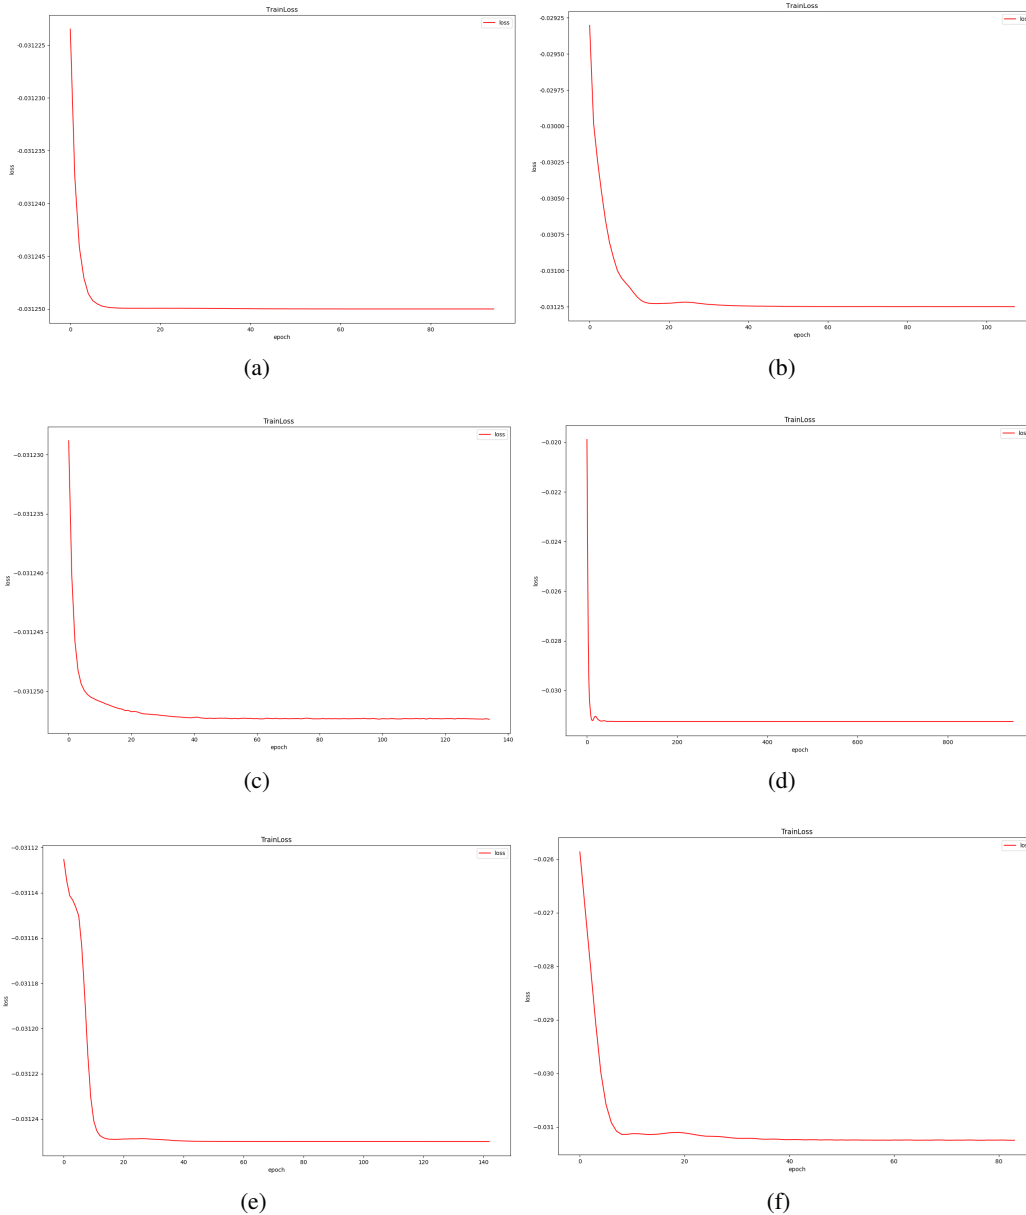 TrainLoss
loss
-0.031225
-0.031230
-0.031235
-0.031240
-0.031245
-0.031250
loss
0 20 40 60 80
epoch
(a)
TrainLoss
los
-0.02925
-0.02950
-0.02975
-0.03000
-0.03025
-0.03050
-0.03075
-0.03100
-0.03125
loss
0 20 40 60 80 100
epoch
(b)
TrainLoss
loss
−0.031230
−0.031235
−0.031240
−0.031245
−0.031250
loss
0 20 40 60 80 100 120 140
epoch
(c)
TrainLoss
los
−0.020
−0.022
−0.024
−0.026
−0.028
−0.030
loss
0 200 400 600 800
epoch
(d)
TrainLoss
loss
−0.03112
−0.03114
−0.03116
−0.03118
−0.03120
−0.03122
−0.03124
loss
0 20 40 60 80 100 120 140
epoch
(e)
TrainLoss
los
−0.026
−0.027
−0.028
−0.029
−0.030
−0.031
loss
0 20 40 60 80
epoch
(f)